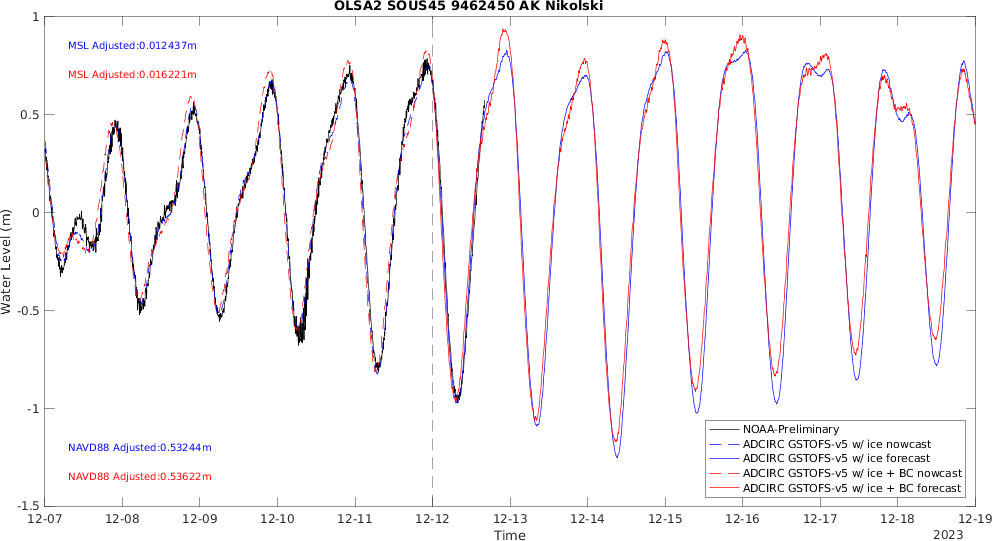 OLSA2 SOUS45 9462450 AK Nikolski
1
0.5
0
-0.5
-1
-1.5
Water Level (m)
MSL Adjusted:0.012437m
MSL Adjusted:0.016221m
NAVD88 Adjusted:0.53244m
NAVD88 Adjusted:0.53622m
NOAA-Preliminary
ADCIRC GSTOFS-v5 w/ ice nowcast
ADCIRC GSTOFS-v5 w/ ice forecast
ADCIRC GSTOFS-v5 w/ ice + BC nowcast
ADCIRC GSTOFS-v5 w/ ice + BC forecast
12-07 12-08 12-09 12-10 12-11 12-12 12-13 12-14 12-15 12-16 12-17 12-18 12-19
Time
2023